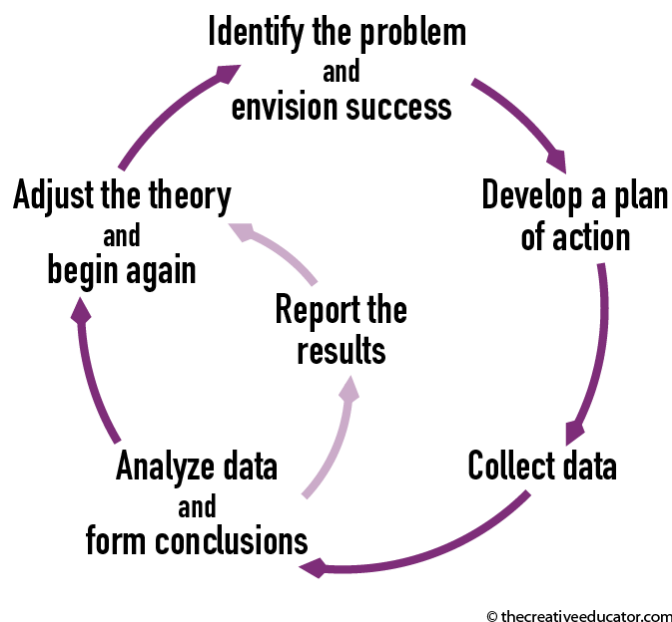 Identify the problem
and
envision success
Develop a plan
of action
Collect data
Analyze data
and
form conclusions
Report the
results
Adjust the theory
and
begin again
© thecreativeeducator.com